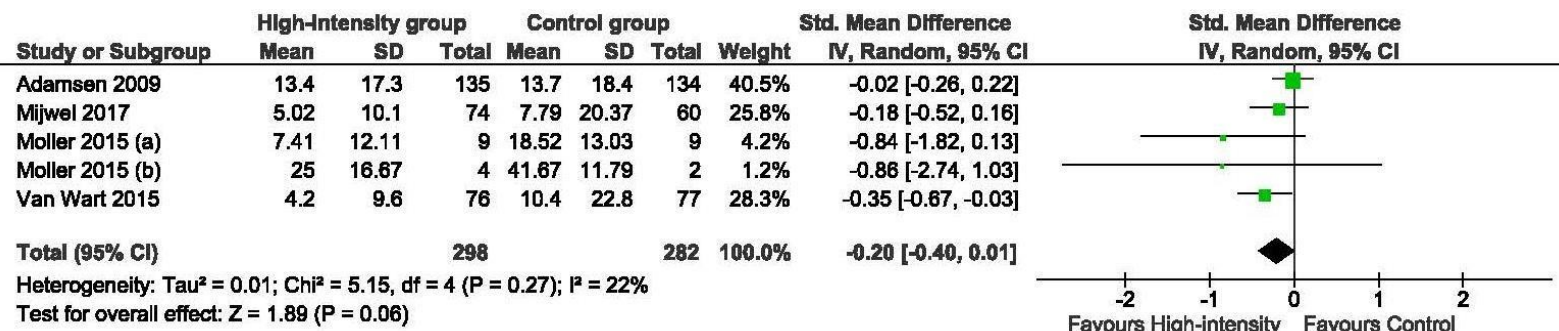 High-intensity group Control group Std. Mean Difference Std. Mean Difference
Study or Subgroup Mean SD Total Mean SD Total Weight IV, Random, 95% CI IV, Random, 95% CI
Adamsen 2009 13.4 17.3 135 13.7 18.4 134 40.5% -0.02 [-0.26, 0.22]
Mijwel 2017 5.02 10.1 74 7.79 20.37 60 25.8% -0.18 [-0.52, 0.16]
Moller 2015 (a) 7.41 12.11 9 18.52 13.03 9 4.2% -0.84 [-1.82, 0.13]
Moller 2015 (b) 25 16.67 4 41.67 11.79 2 1.2% -0.86 [-2.74, 1.03]
Van Wart 2015 4.2 9.6 76 10.4 22.8 77 28.3% -0.35 [-0.67, -0.03]
Total (95% CI) 298 282 100.0% -0.20 [-0.40, 0.01]
Heterogeneity: Tau² = 0.01; Chi² = 5.15, df = 4 (P = 0.27); I² = 22%
Test for overall effect: Z = 1.89 (P = 0.06)
-2 -1 0 1 2
Favours High-intensity Favours Control